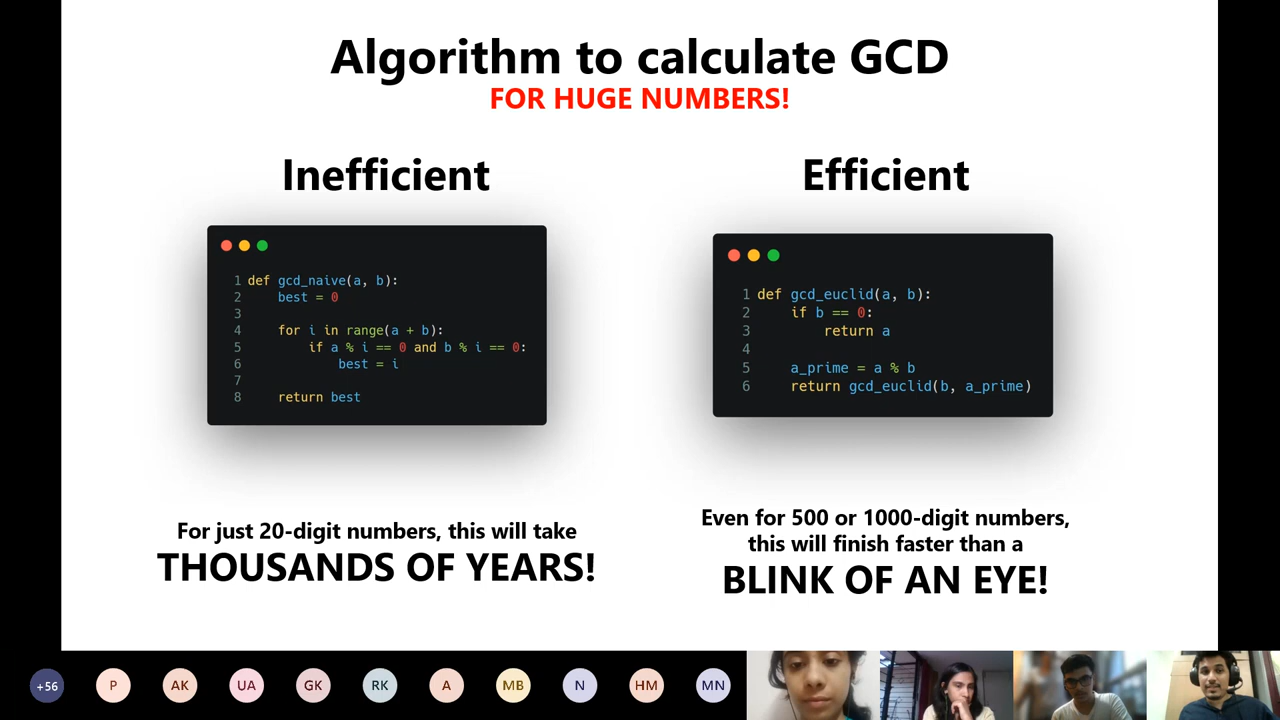 Algorithm to calculate GCD
FOR HUGE NUMBERS!
Inefficient
1 def gcd_naive(a, b):
2     best = 0
3
4     for i in range(a + b):
5         if a % i == 0 and b % i == 0:
6             best = i
7
8     return best
For just 20-digit numbers, this will take
THOUSANDS OF YEARS!
Efficient
1 def gcd_euclid(a, b):
2     if b == 0:
3         return a
4
5     a_prime = a % b
6     return gcd_euclid(b, a_prime)
Even for 500 or 1000-digit numbers,
this will finish faster than a
BLINK OF AN EYE!
+56 P AK UA GK RK A MB N HM MN